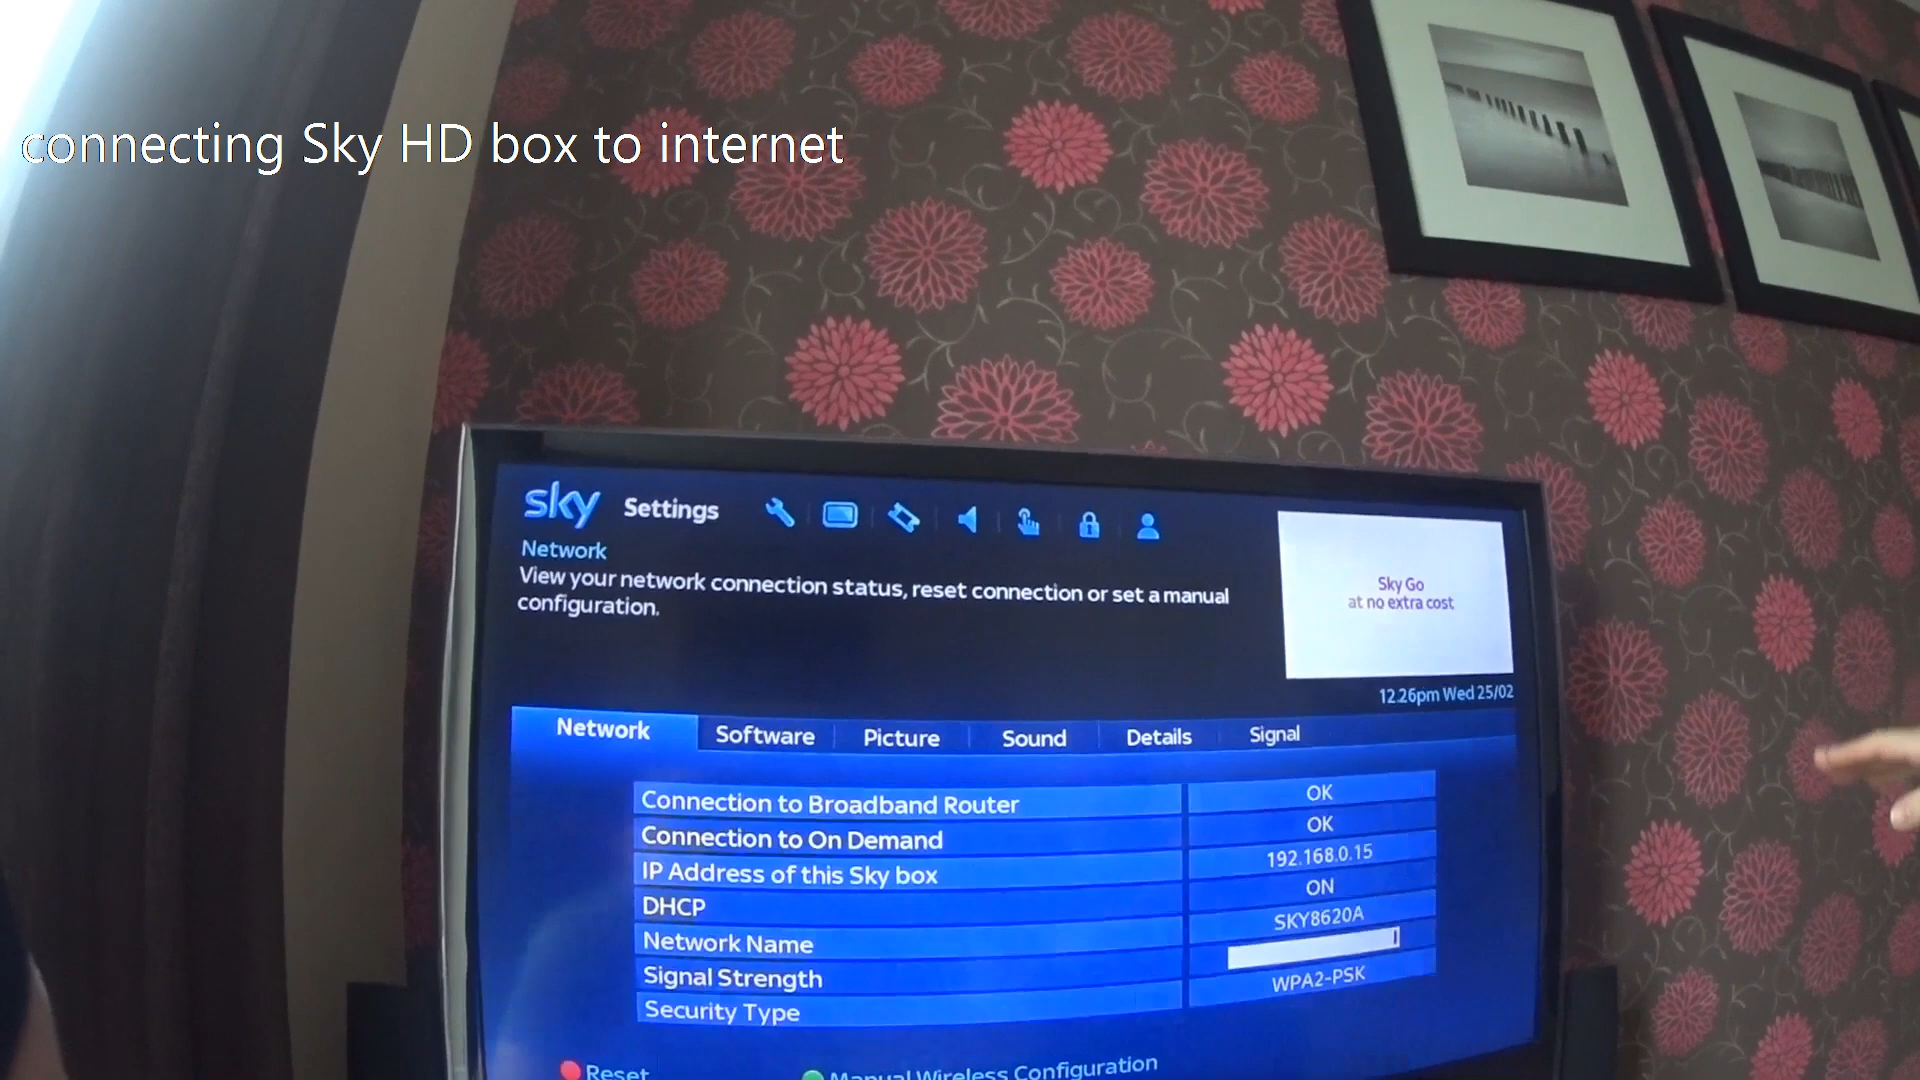 connecting Sky HD box to internet
sky Settings
Network
View your network connection status, reset connection or set a manual
configuration.
Sky Go
at no extra cost
12.26pm Wed 25/02
Network Software Picture Sound Details Signal
Connection to Broadband Router OK
Connection to On Demand OK
IP Address of this Sky box 192.168.0.15
DHCP ON
Network Name SKY8620A
Signal Strength
Security Type WPA2-PSK
Reset Manual Wireless Configuration